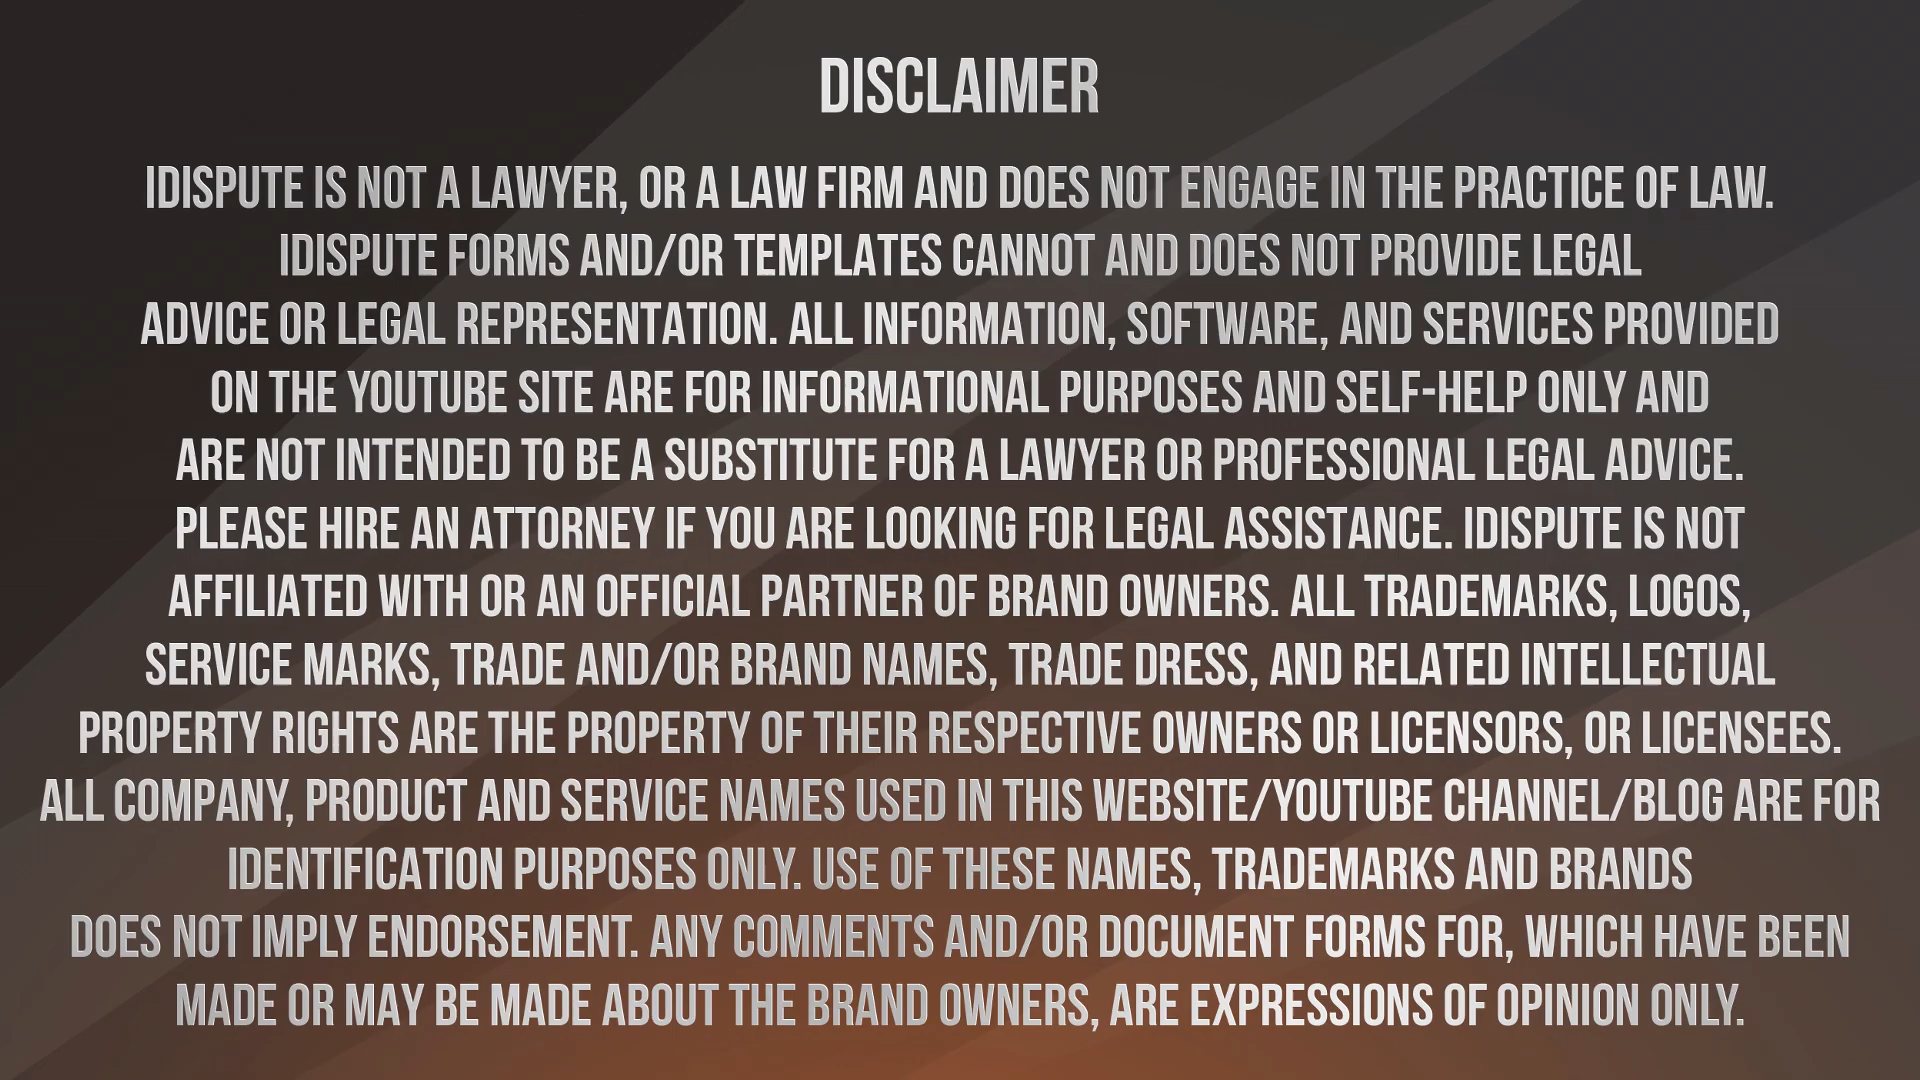 DISCLAIMER
IDISPUTE IS NOT A LAWYER, OR A LAW FIRM AND DOES NOT ENGAGE IN THE PRACTICE OF LAW.
IDISPUTE FORMS AND/OR TEMPLATES CANNOT AND DOES NOT PROVIDE LEGAL
ADVICE OR LEGAL REPRESENTATION. ALL INFORMATION, SOFTWARE, AND SERVICES PROVIDED
ON THE YOUTUBE SITE ARE FOR INFORMATIONAL PURPOSES AND SELF-HELP ONLY AND
ARE NOT INTENDED TO BE A SUBSTITUTE FOR A LAWYER OR PROFESSIONAL LEGAL ADVICE.
PLEASE HIRE AN ATTORNEY IF YOU ARE LOOKING FOR LEGAL ASSISTANCE. IDISPUTE IS NOT
AFFILIATED WITH OR AN OFFICIAL PARTNER OF BRAND OWNERS. ALL TRADEMARKS, LOGOS,
SERVICE MARKS, TRADE AND/OR BRAND NAMES, TRADE DRESS, AND RELATED INTELLECTUAL
PROPERTY RIGHTS ARE THE PROPERTY OF THEIR RESPECTIVE OWNERS OR LICENSORS, OR LICENSEES.
ALL COMPANY, PRODUCT AND SERVICE NAMES USED IN THIS WEBSITE/YOUTUBE CHANNEL/BLOG ARE FOR
IDENTIFICATION PURPOSES ONLY. USE OF THESE NAMES, TRADEMARKS AND BRANDS
DOES NOT IMPLY ENDORSEMENT. ANY COMMENTS AND/OR DOCUMENT FORMS FOR, WHICH HAVE BEEN
MADE OR MAY BE MADE ABOUT THE BRAND OWNERS, ARE EXPRESSIONS OF OPINION ONLY.